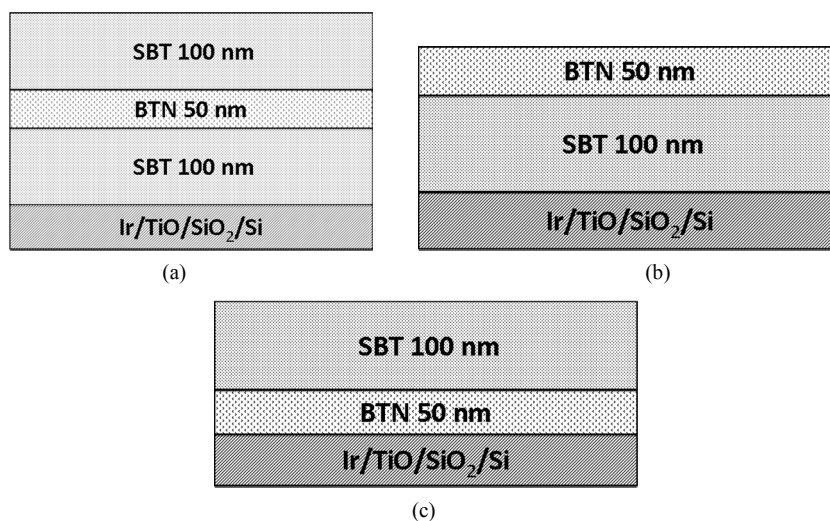 SBT 100 nm
BTN 50 nm
SBT 100 nm
Ir/TiO/SiO₂/Si
(a)
BTN 50 nm
SBT 100 nm
Ir/TiO/SiO₂/Si
(b)
SBT 100 nm
BTN 50 nm
Ir/TiO/SiO₂/Si
(c)